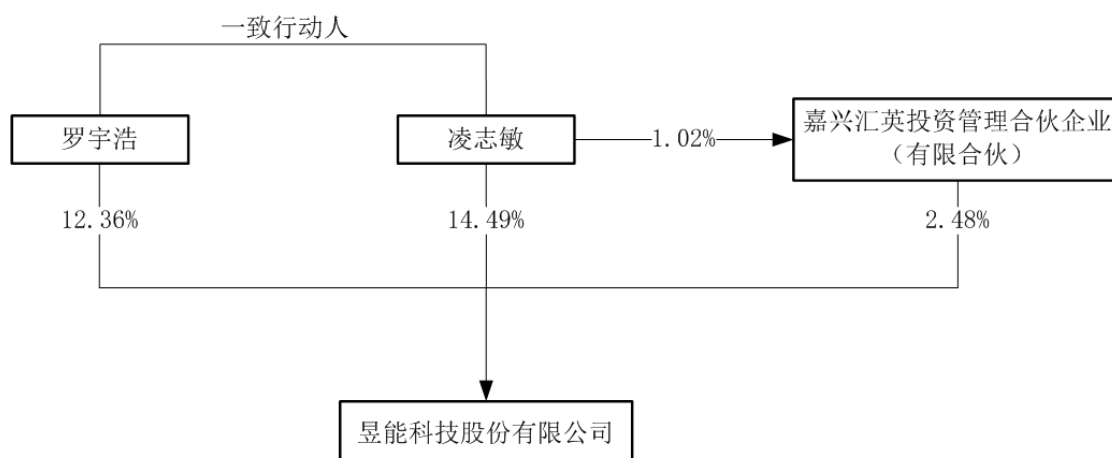 一致行动人
罗宇浩
凌志敏
1.02%
嘉兴汇英投资管理合伙企业
（有限合伙）
12.36%
14.49%
2.48%
昱能科技股份有限公司